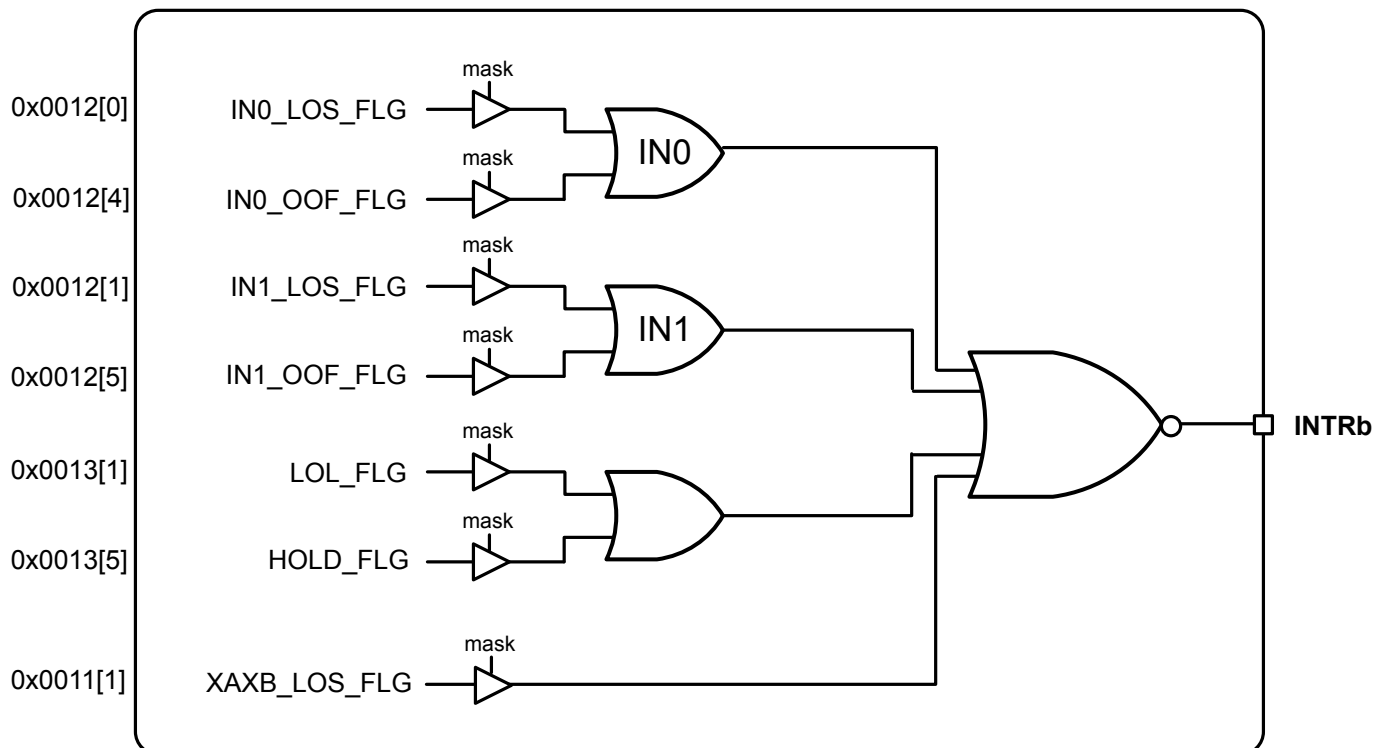 mask
0x0012[0] IN0_LOS_FLG
IN0
mask
0x0012[4] IN0_OOF_FLG
mask
0x0012[1] IN1_LOS_FLG
IN1
mask
0x0012[5] IN1_OOF_FLG
INTRb
mask
0x0013[1] LOL_FLG
mask
0x0013[5] HOLD_FLG
mask
0x0011[1] XAXB_LOS_FLG